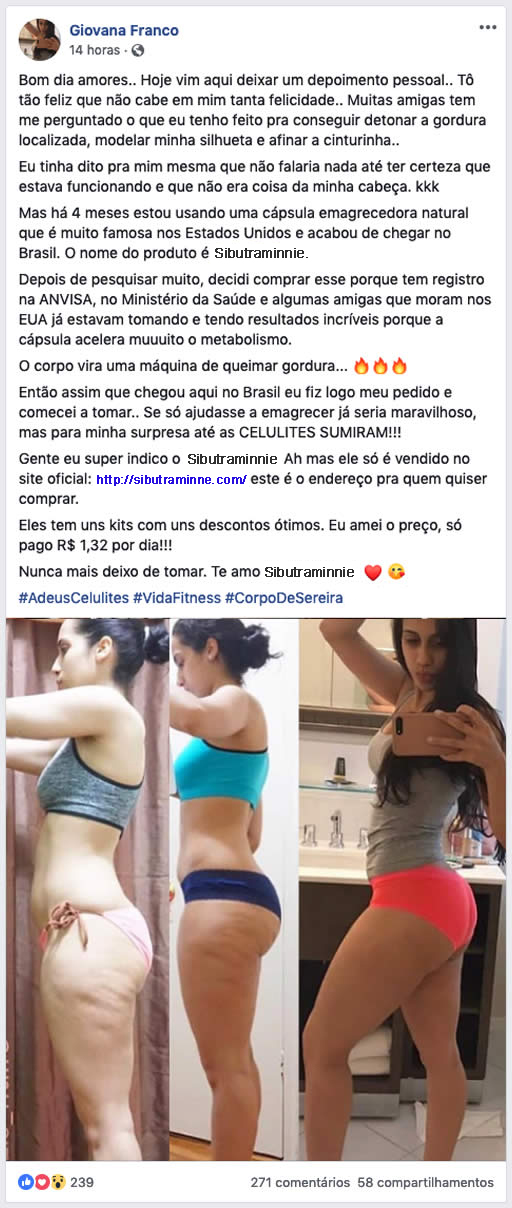 Giovana Franco
14 horas ·
Bom dia amores.. Hoje vim aqui deixar um depoimento pessoal.. Tô
tão feliz que não cabe em mim tanta felicidade.. Muitas amigas tem
me perguntado o que eu tenho feito pra conseguir detonar a gordura
localizada, modelar minha silhueta e afinar a cinturinha..
Eu tinha dito pra mim mesma que não falaria nada até ter certeza que
estava funcionando e que não era coisa da minha cabeça. kkk
Mas há 4 meses estou usando uma cápsula emagrecedora natural
que é muito famosa nos Estados Unidos e acabou de chegar no
Brasil. O nome do produto é Sibutraminnie.
Depois de pesquisar muito, decidi comprar esse porque tem registro
na ANVISA, no Ministério da Saúde e algumas amigas que moram nos
EUA já estavam tomando e tendo resultados incríveis porque a
cápsula acelera muuuito o metabolismo.
O corpo vira uma máquina de queimar gordura... 🔥🔥🔥
Então assim que chegou aqui no Brasil eu fiz logo meu pedido e
comecei a tomar.. Se só ajudasse a emagrecer já seria maravilhoso,
mas para minha surpresa até as CELULITES SUMIRAM!!!
Gente eu super indico o Sibutraminnie Ah mas ele só é vendido no
site oficial: http://sibutraminne.com/ este é o endereço pra quem quiser
comprar.
Eles tem uns kits com uns descontos ótimos. Eu amei o preço, só
pago R$ 1,32 por dia!!!
Nunca mais deixo de tomar. Te amo Sibutraminnie ❤️ 😘
#AdeusCelulites #VidaFitness #CorpoDeSereira
239
271 comentários 58 compartilhamentos